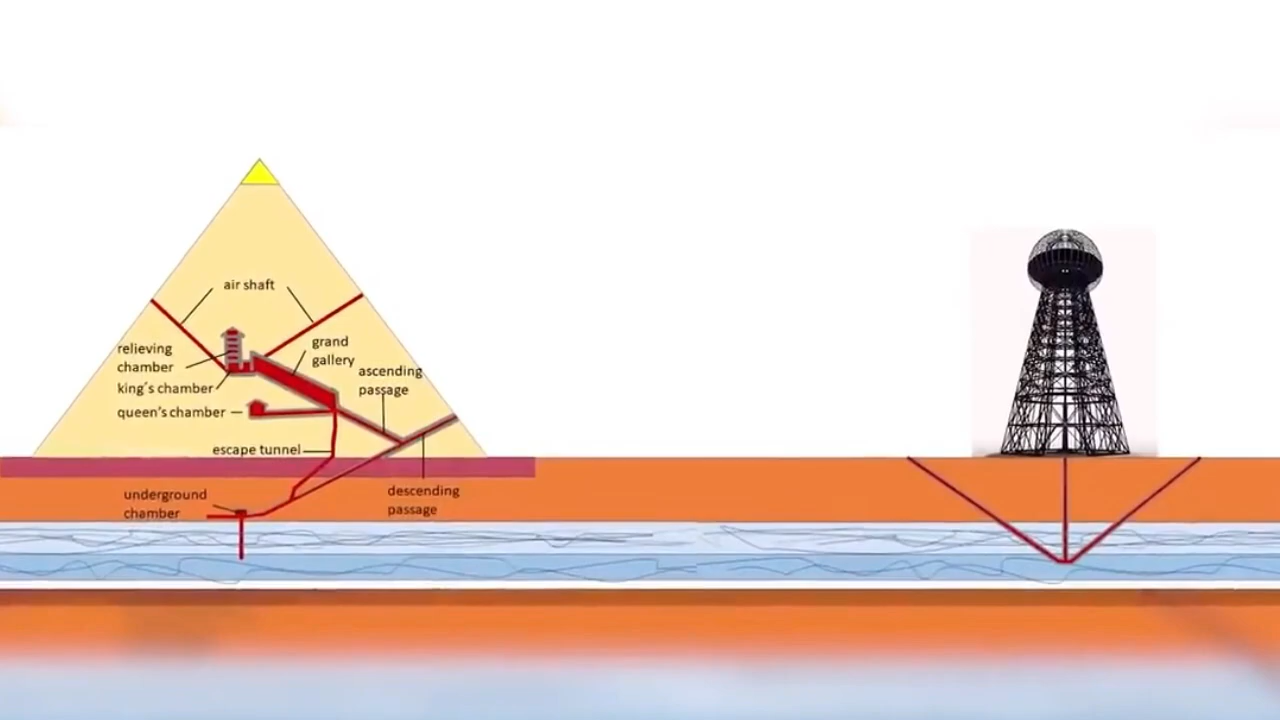 air shaft
relieving
chamber
grand
gallery
ascending
passage
king´s chamber
queen's chamber
escape tunnel
underground
chamber
descending
passage